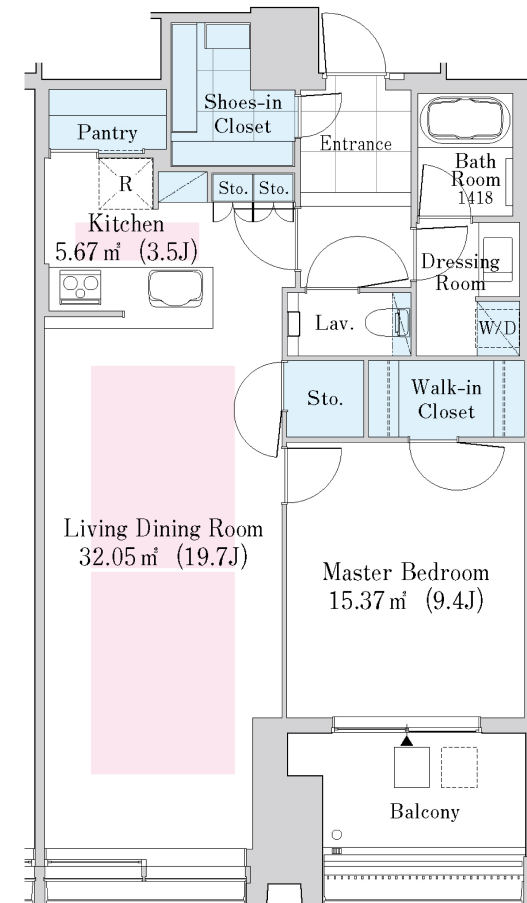 Shoes-in
Closet
Pantry
Entrance
Bath
Room
1418
R
Sto.
Sto.
Kitchen
5.67㎡ (3.5J)
Dressing
Room
Lav.
W/D
Sto.
Walk-in
Closet
Living Dining Room
32.05㎡ (19.7J)
Master Bedroom
15.37㎡ (9.4J)
Balcony